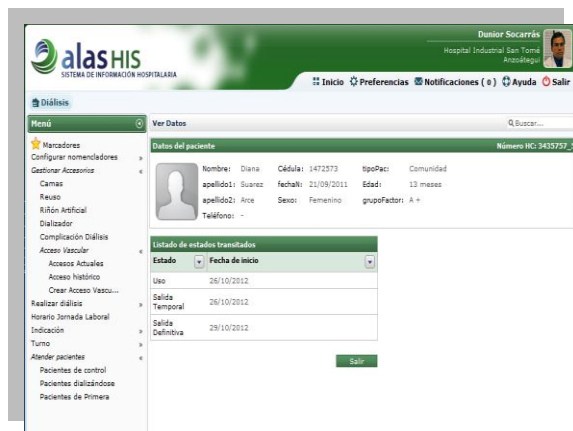 alas HIS
SISTEMA DE INFORMACIÓN HOSPITALARIA
Dunior Socarrás
Hospital Industrial San Tomé
Anzoátegui
Inicio Preferencias Notificaciones ( 0 ) Ayuda Salir
Diálisis
Menú
Marcadores
Configurar nomencladores
Gestionar Accesorios
Camas
Reuso
Riñón Artificial
Dializador
Complicación Diálisis
Acceso Vascular
Accesos Actuales
Acceso histórico
Crear Acceso Vascu...
Realizar diálisis
Horario Jornada Laboral
Indicación
Turno
Atender pacientes
Pacientes de control
Pacientes dializándose
Pacientes de Primera
Ver Datos
Buscar...
Datos del paciente Número HC: 3435757_S
Nombre: Diana Cédula: 1472573 tipoPac: Comunidad
apellido1: Suarez fechaN: 21/09/2011 Edad: 13 meses
apellido2: Arce Sexo: Femenino grupoFactor: A +
Teléfono: -
Listado de estados transitados
Estado Fecha de inicio
Uso 26/10/2012
Salida Temporal 26/10/2012
Salida Definitiva 29/10/2012
Salir